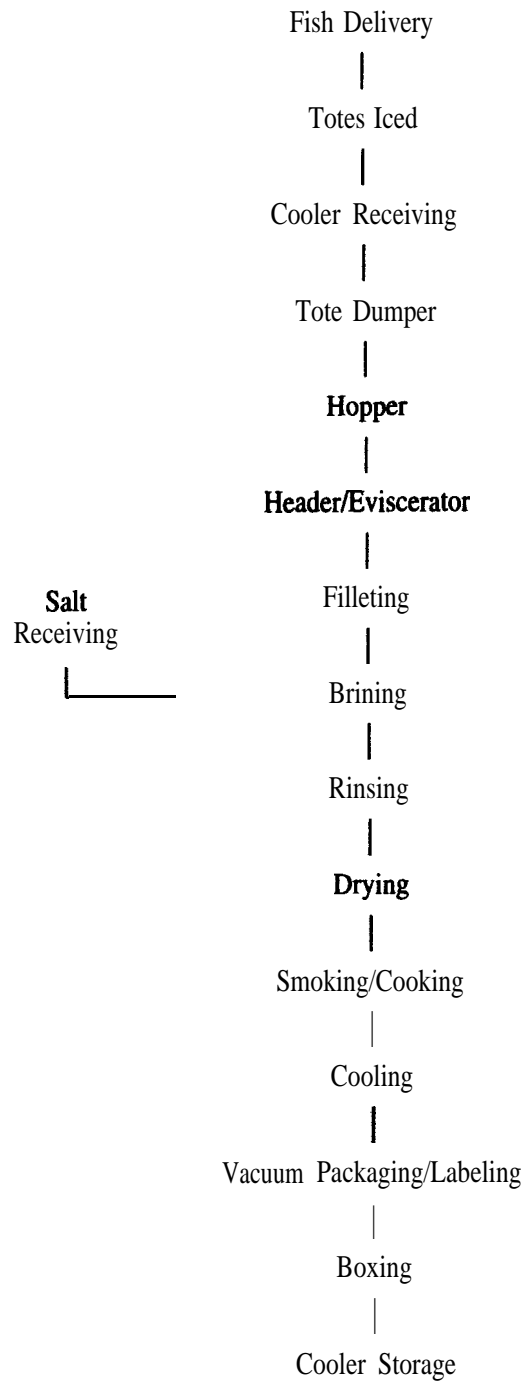 Fish Delivery
Totes Iced
Cooler Receiving
Tote Dumper
Hopper
Header/Eviscerator
Filleting
Salt
Receiving
Brining
Rinsing
Drying
Smoking/Cooking
Cooling
Vacuum Packaging/Labeling
Boxing
Cooler Storage